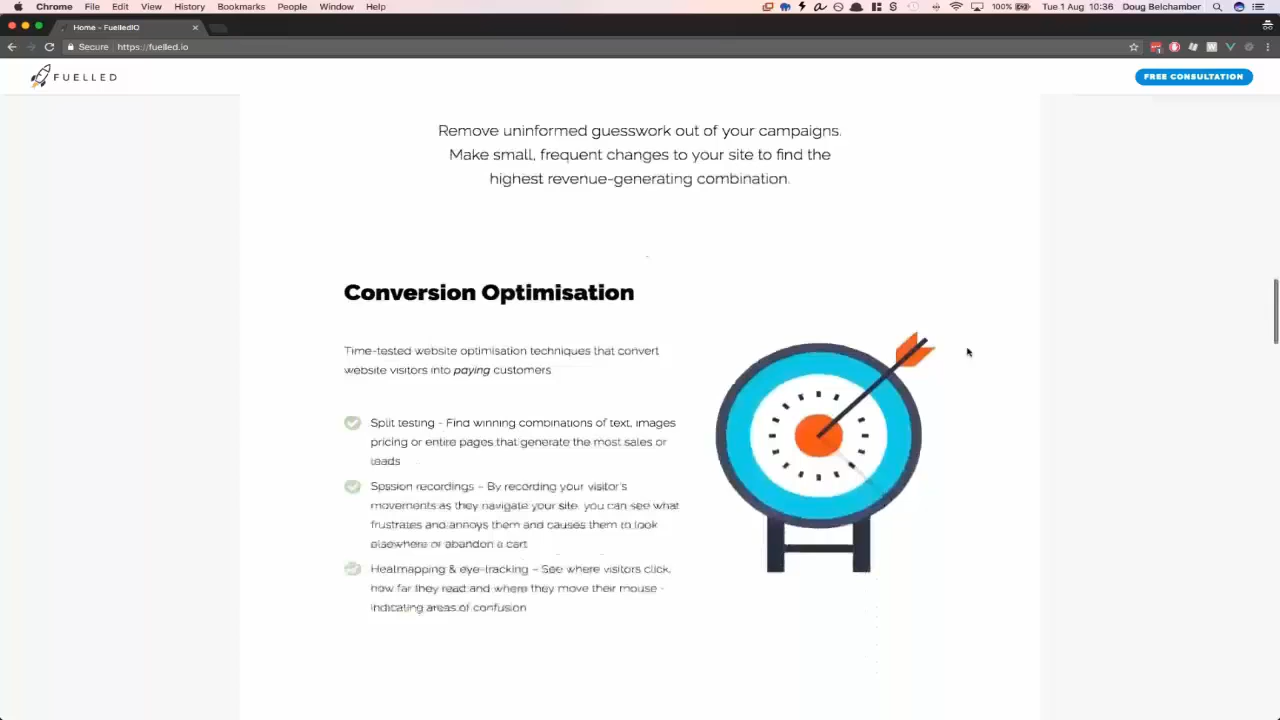 Chrome File Edit View History Bookmarks People Window Help 100% Tue 1 Aug 10:36 Doug Belchamber
Home - FuelledIO
Secure https://fuelled.io
FUELLED FREE CONSULTATION
Remove uninformed guesswork out of your campaigns.
Make small, frequent changes to your site to find the
highest revenue-generating combination.
Conversion Optimisation
Time-tested website optimisation techniques that convert
website visitors into paying customers
Split testing - Find winning combinations of text, images
pricing or entire pages that generate the most sales or
leads
Session recordings – By recording your visitor's
movements as they navigate your site, you can see what
frustrates and annoys them and causes them to look
elsewhere or abandon a cart
Heatmapping & eye-tracking – See where visitors click,
how far they read and where they move their mouse -
indicating areas of confusion